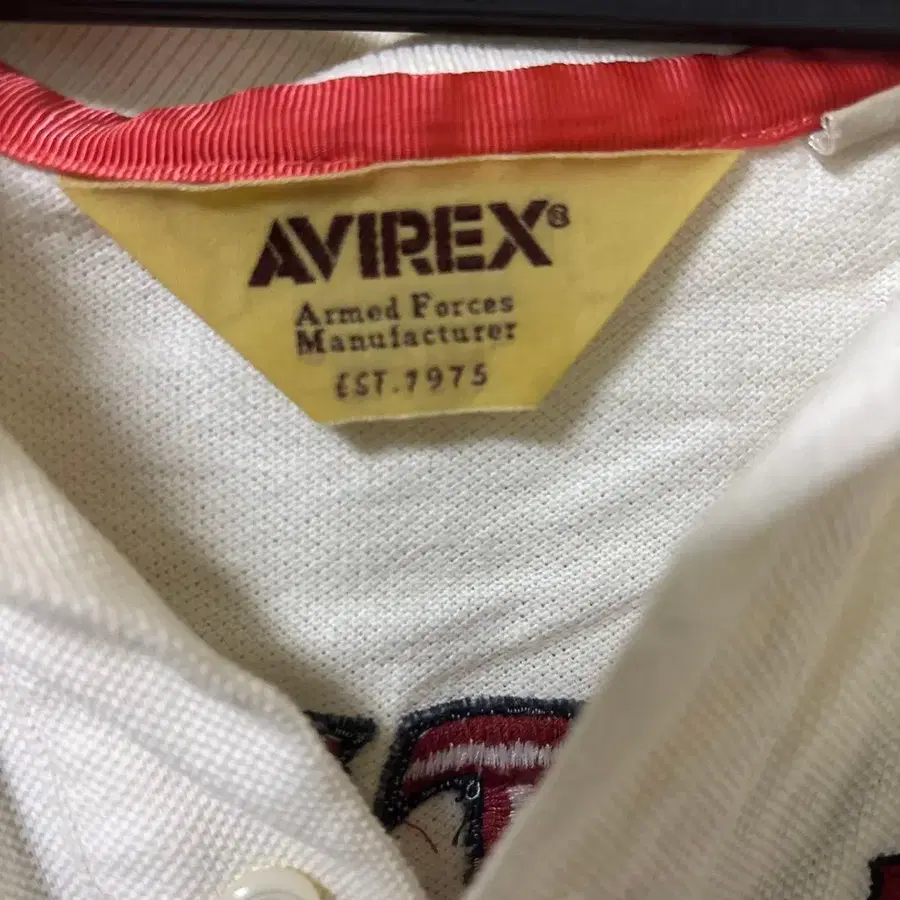 AVIREX®
Armed Forces
Manufacturer
EST.1975